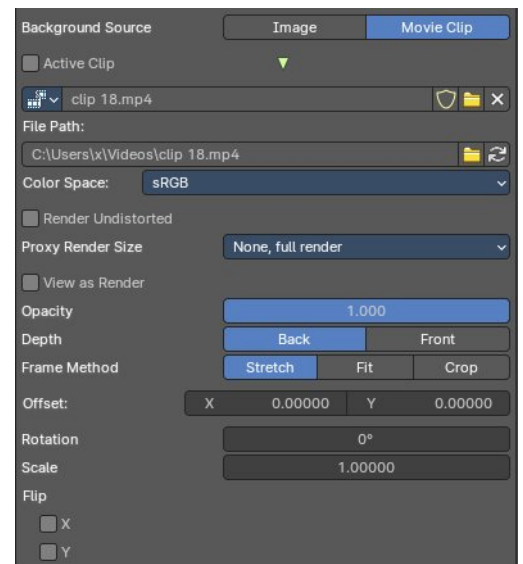 Background Source Image Movie Clip
Active Clip
clip 18.mp4
File Path:
C:\Users\x\Videos\clip 18.mp4
Color Space: sRGB
Render Undistorted
Proxy Render Size None, full render
View as Render
Opacity 1.000
Depth Back Front
Frame Method Stretch Fit Crop
Offset: X 0.00000 Y 0.00000
Rotation 0°
Scale 1.00000
Flip
X
Y